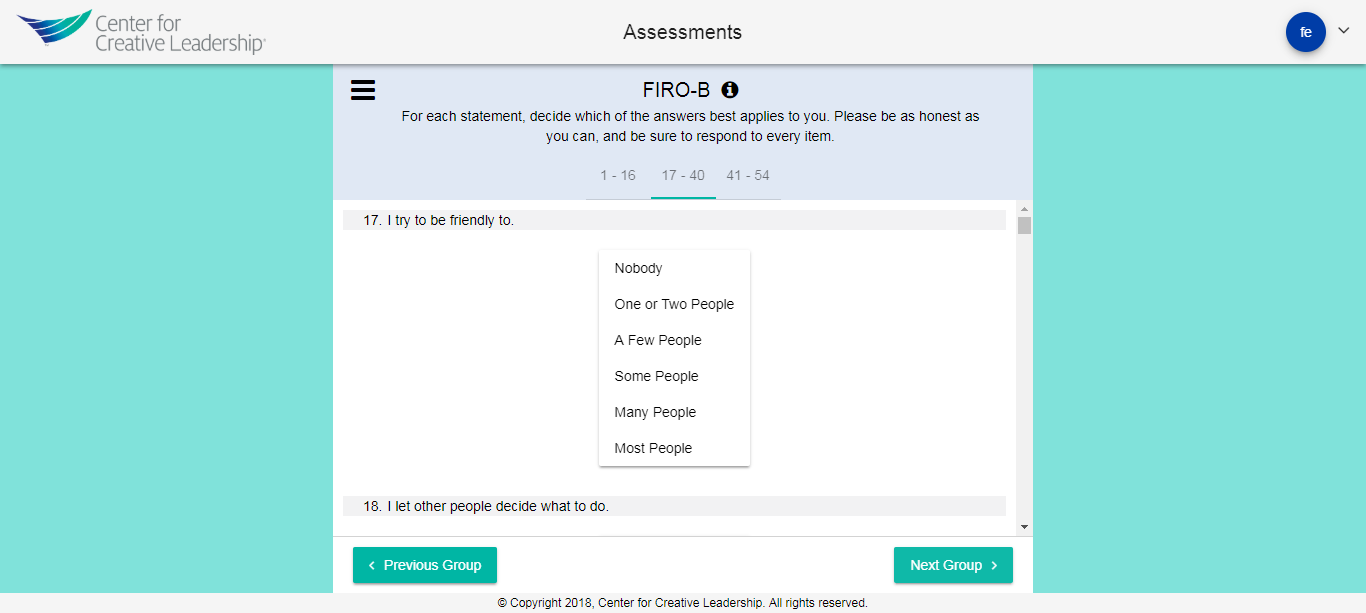 Center for
Creative Leadership®
Assessments
fe
FIRO-B
For each statement, decide which of the answers best applies to you. Please be as honest as
you can, and be sure to respond to every item.
1 - 16 17 - 40 41 - 54
17. I try to be friendly to.
Nobody
One or Two People
A Few People
Some People
Many People
Most People
18. I let other people decide what to do.
Previous Group Next Group
© Copyright 2018, Center for Creative Leadership. All rights reserved.